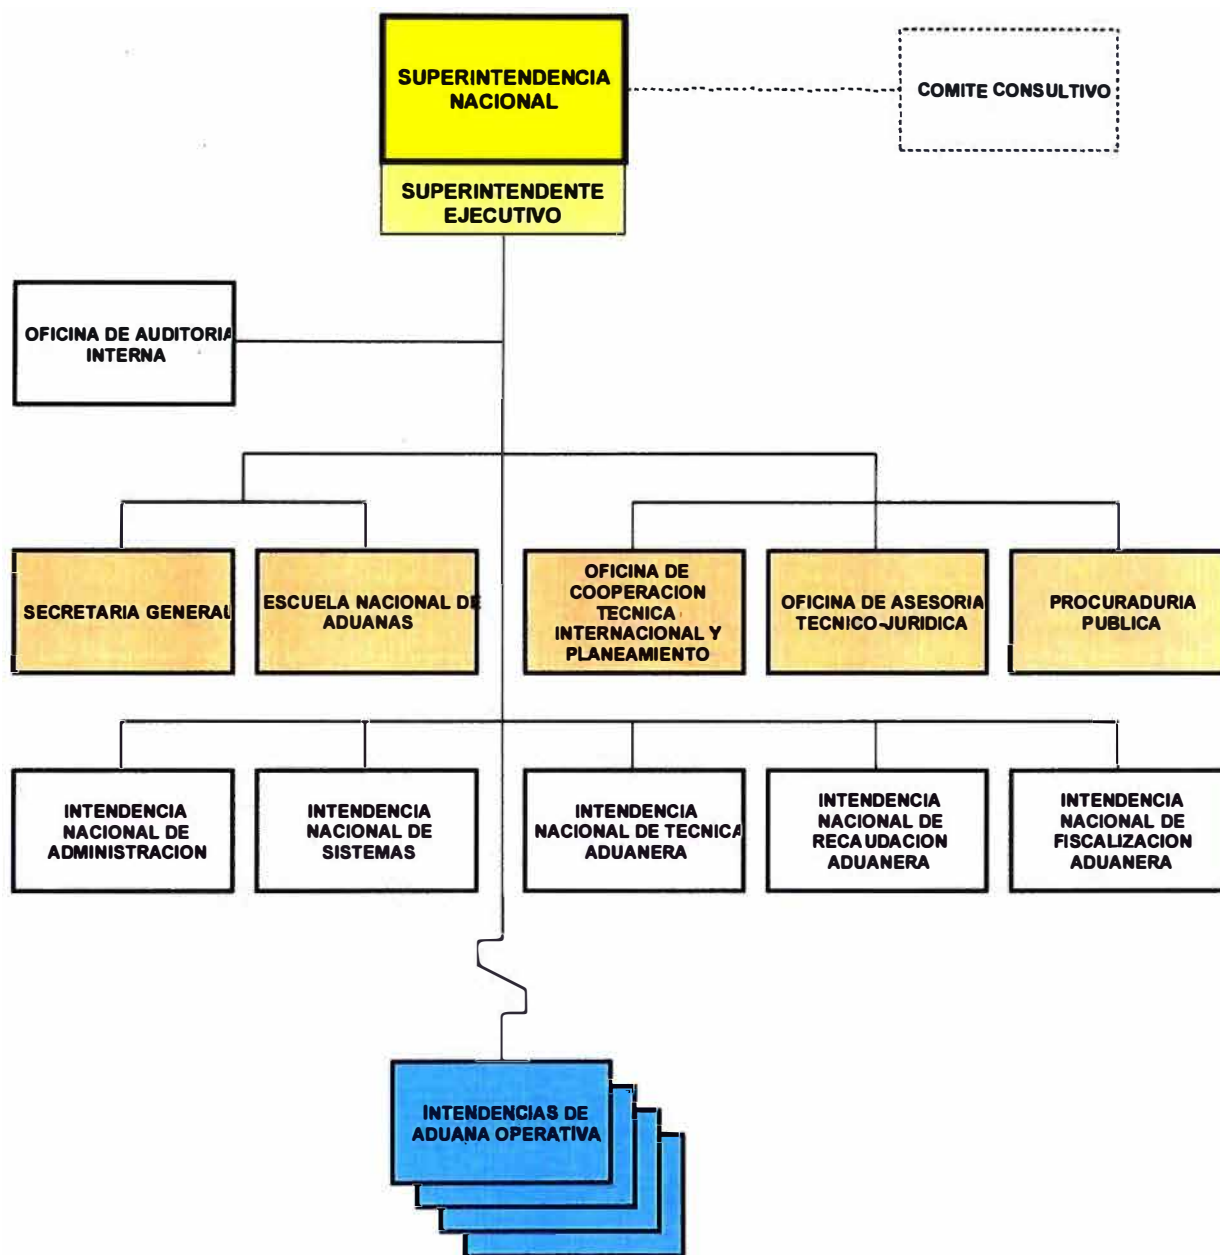 SUPERINTENDENCIA
NACIONAL
COMITE CONSULTIVO
SUPERINTENDENTE
EJECUTIVO
OFICINA DE AUDITORIA
INTERNA
SECRETARIA GENERAL
ESCUELA NACIONAL DE
ADUANAS
OFICINA DE
COOPERACION
TECNICA
INTERNACIONAL Y
PLANEAMIENTO
OFICINA DE ASESORIA
TECNICO-JURIDICA
PROCURADURIA
PUBLICA
INTENDENCIA
NACIONAL DE
ADMINISTRACION
INTENDENCIA
NACIONAL DE
SISTEMAS
INTENDENCIA
NACIONAL DE TECNICA
ADUANERA
INTENDENCIA
NACIONAL DE
RECAUDACION
ADUANERA
INTENDENCIA
NACIONAL DE
FISCALIZACION
ADUANERA
INTENDENCIAS DE
ADUANA OPERATIVA